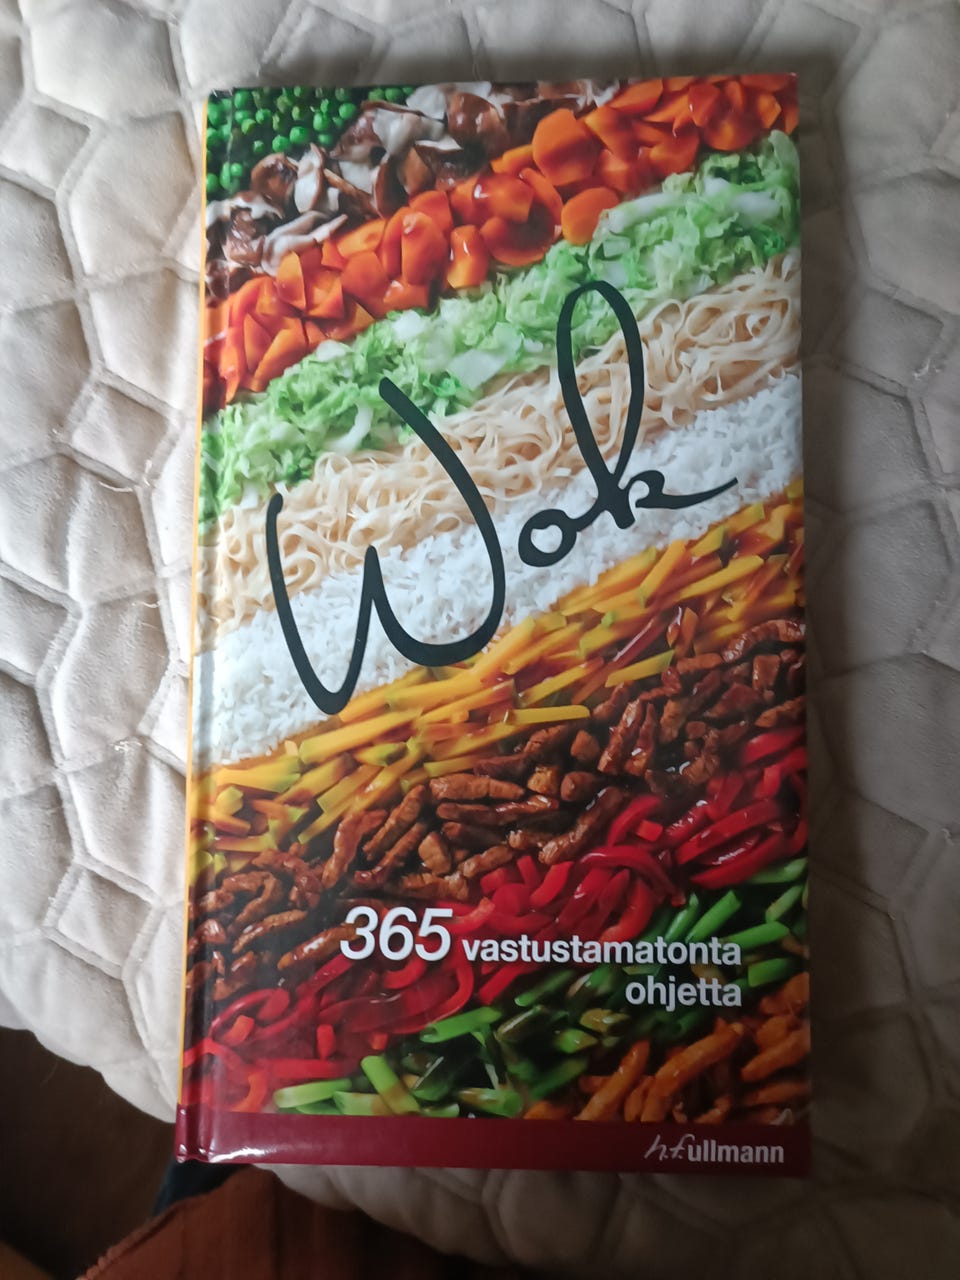 Wok
365 vastustamatonta
ohjetta
h.f.ullmann